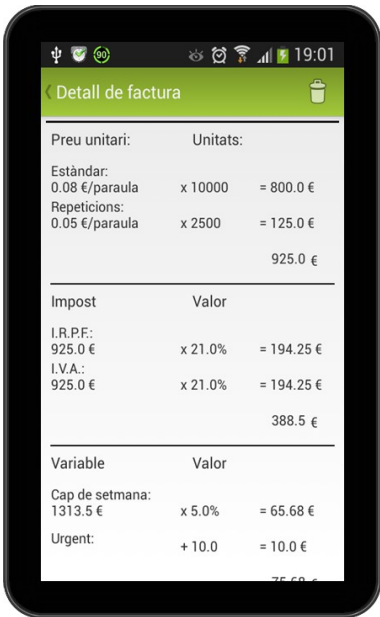 90 19:01
Detall de factura
Preu unitari: Unitats:
Estàndar:
0.08 €/paraula x 10000 = 800.0 €
Repeticions:
0.05 €/paraula x 2500 = 125.0 €
925.0 €
Impost Valor
I.R.P.F.:
925.0 € x 21.0% = 194.25 €
I.V.A.:
925.0 € x 21.0% = 194.25 €
388.5 €
Variable Valor
Cap de setmana:
1313.5 € x 5.0% = 65.68 €
Urgent:
+ 10.0 = 10.0 €